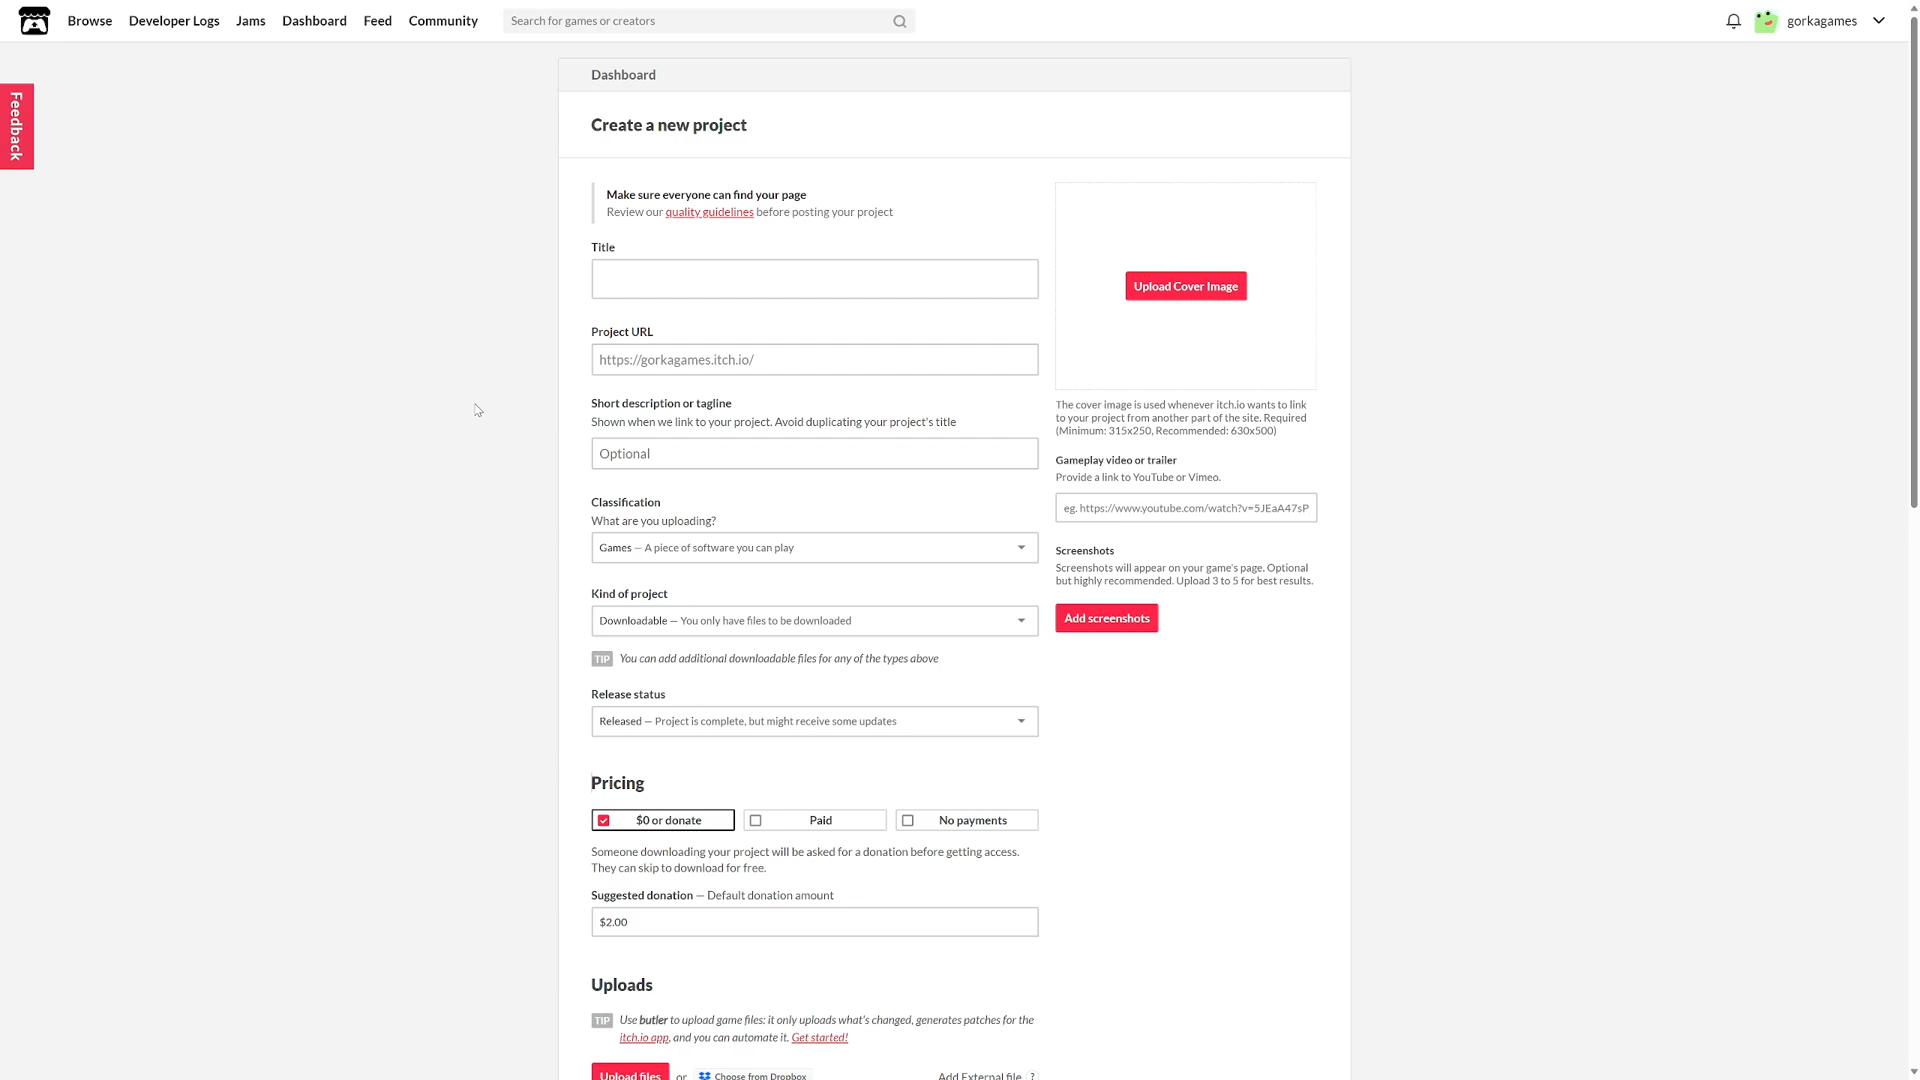 Browse
Developer Logs
Jams
Dashboard
Feed
Community
Search for games or creators
gorkagames
Feedback
Dashboard
Create a new project
Make sure everyone can find your page
Review our quality guidelines before posting your project
Title
Project URL
https://gorkagames.itch.io/
Short description or tagline
Shown when we link to your project. Avoid duplicating your project's title
Optional
Classification
What are you uploading?
Games — A piece of software you can play
Kind of project
Downloadable — You only have files to be downloaded
TIP You can add additional downloadable files for any of the types above
Release status
Released — Project is complete, but might receive some updates
Pricing
$0 or donate
Paid
No payments
Someone downloading your project will be asked for a donation before getting access.
They can skip to download for free.
Suggested donation — Default donation amount
$2.00
Uploads
TIP Use butler to upload game files: it only uploads what's changed, generates patches for the
itch.io app, and you can automate it. Get started!
Upload files or Choose from Dropbox Add External file ?
Upload Cover Image
The cover image is used whenever itch.io wants to link
to your project from another part of the site. Required
(Minimum: 315x250, Recommended: 630x500)
Gameplay video or trailer
Provide a link to YouTube or Vimeo.
eg. https://www.youtube.com/watch?v=5JEaA47sP
Screenshots
Screenshots will appear on your game's page. Optional
but highly recommended. Upload 3 to 5 for best results.
Add screenshots